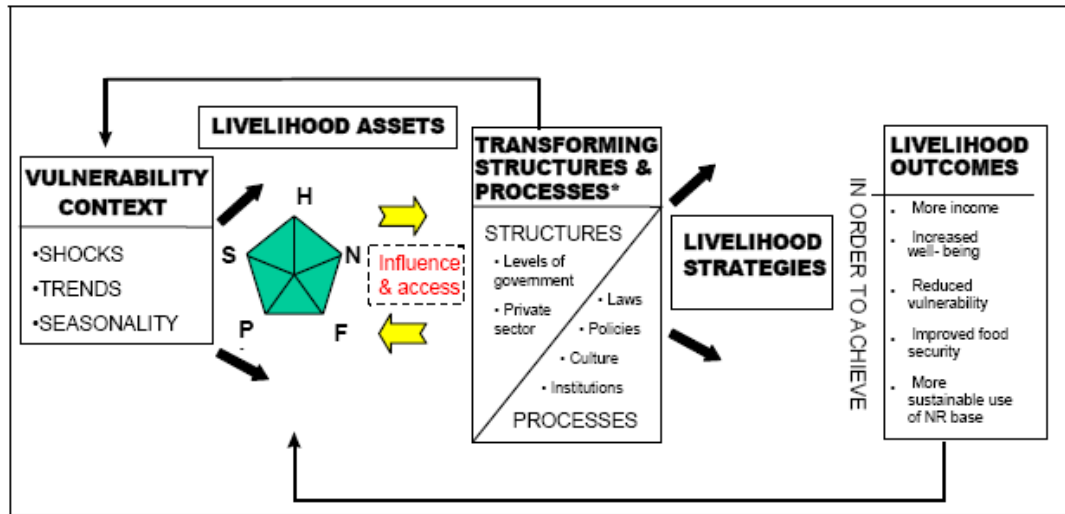 LIVELIHOOD ASSETS
VULNERABILITY
CONTEXT
•SHOCKS
•TRENDS
•SEASONALITY
H
S
N
P
F
Influence
& access
TRANSFORMING
STRUCTURES &
PROCESSES*
STRUCTURES
• Levels of
government
• Private
sector
• Laws
• Policies
• Culture
• Institutions
PROCESSES
LIVELIHOOD
STRATEGIES
IN ORDER TO ACHIEVE
LIVELIHOOD
OUTCOMES
• More income
• Increased
well- being
• Reduced
vulnerability
• Improved food
security
• More
sustainable use
of NR base